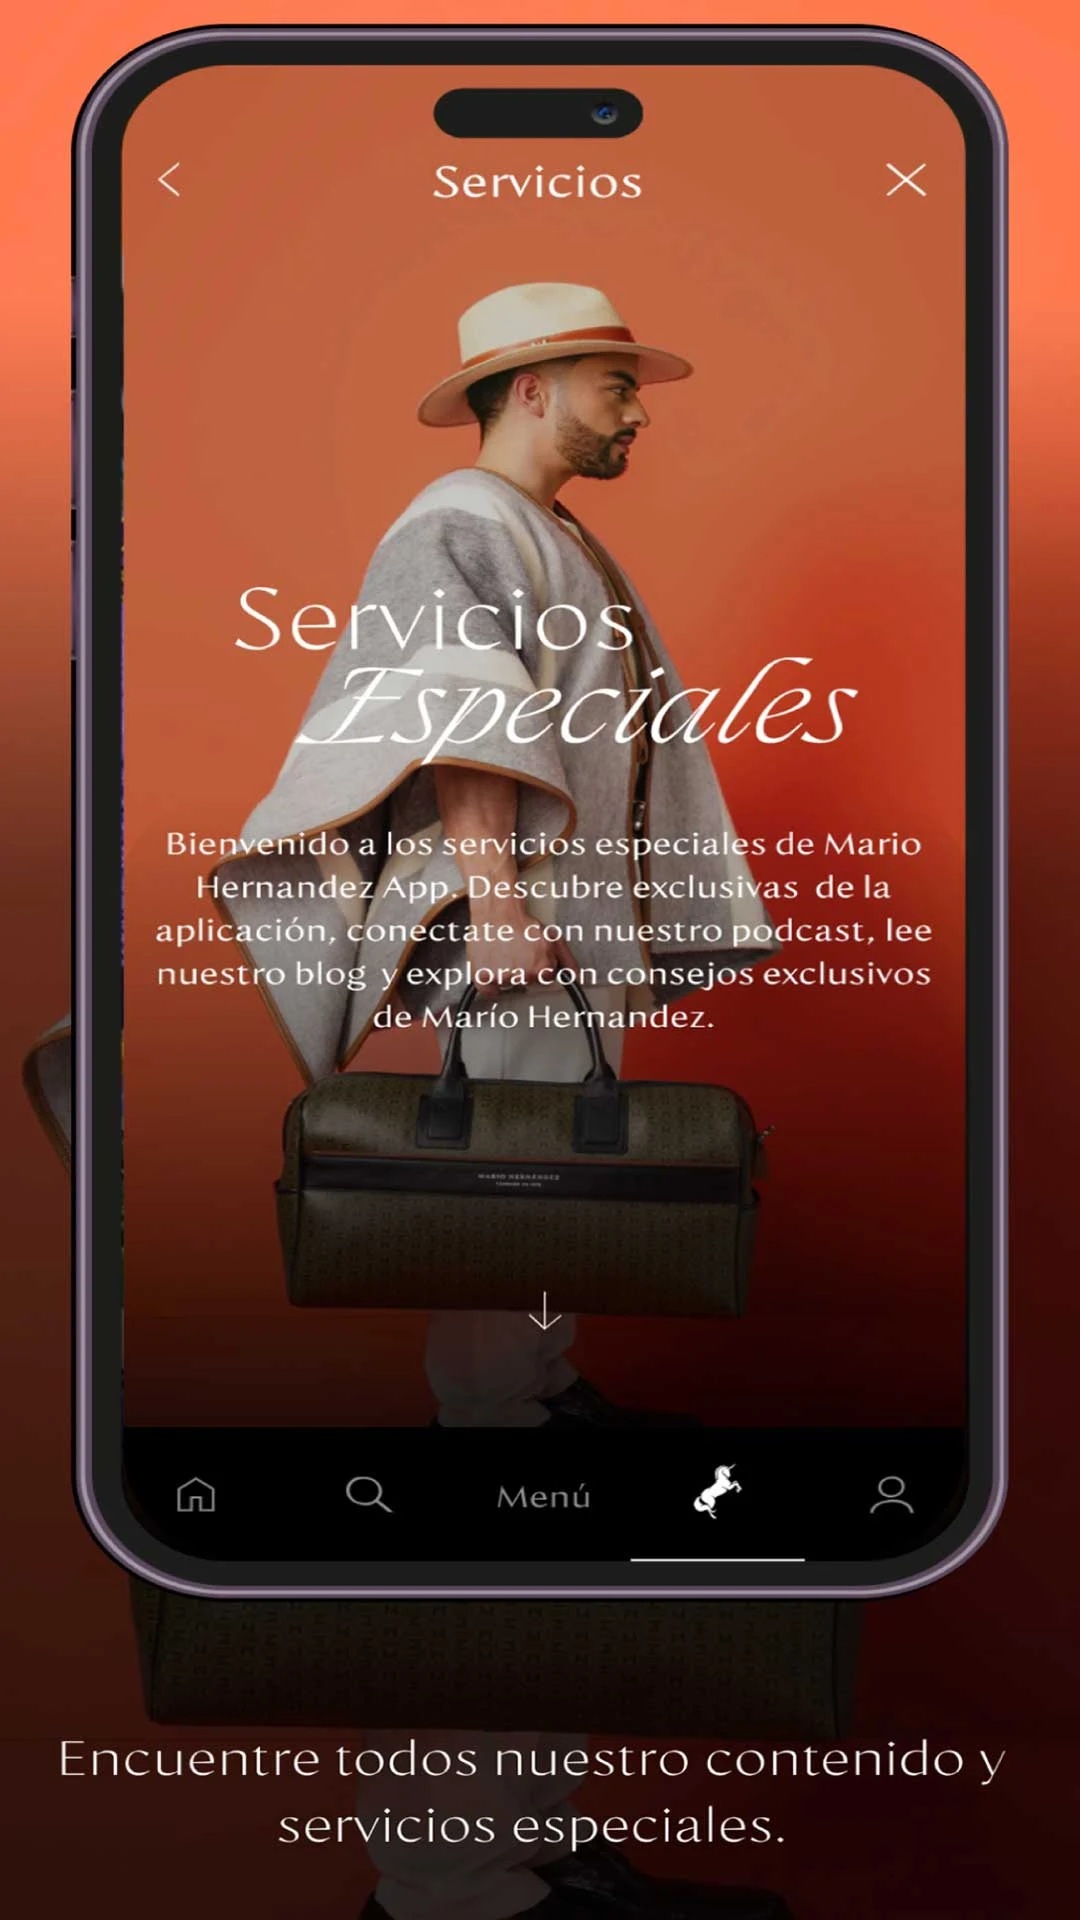 Servicios
Servicios
Especiales
Bienvenido a los servicios especiales de Mario
Hernandez App. Descubre exclusivas de la
aplicación, conectate con nuestro podcast, lee
nuestro blog y explora con consejos exclusivos
de Marío Hernandez.
MARIO HERNÁNDEZ
Menú
Encuentre todos nuestro contenido y
servicios especiales.